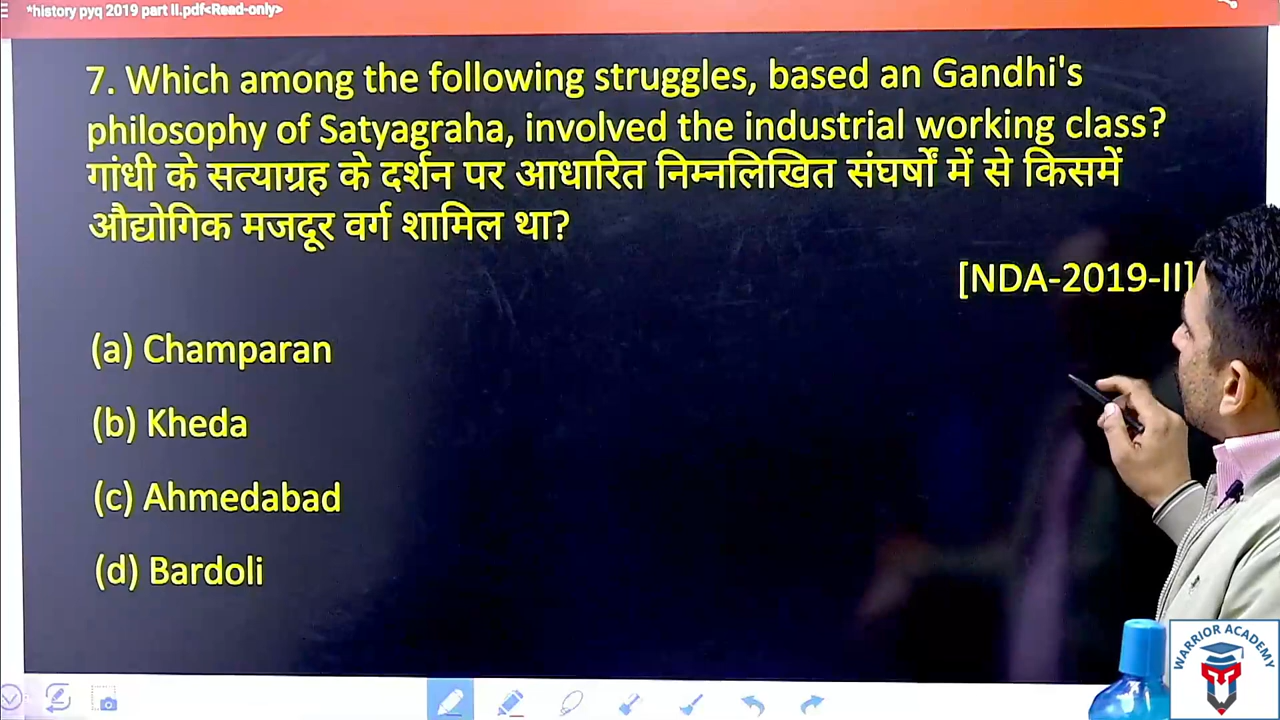 *history pyq 2019 part II.pdf<Read-only>
7. Which among the following struggles, based an Gandhi's
philosophy of Satyagraha, involved the industrial working class?
गांधी के सत्याग्रह के दर्शन पर आधारित निम्नलिखित संघर्षों में से किसमें
औद्योगिक मजदूर वर्ग शामिल था?
[NDA-2019-II]
(a) Champaran
(b) Kheda
(c) Ahmedabad
(d) Bardoli
WARRIOR ACADEMY